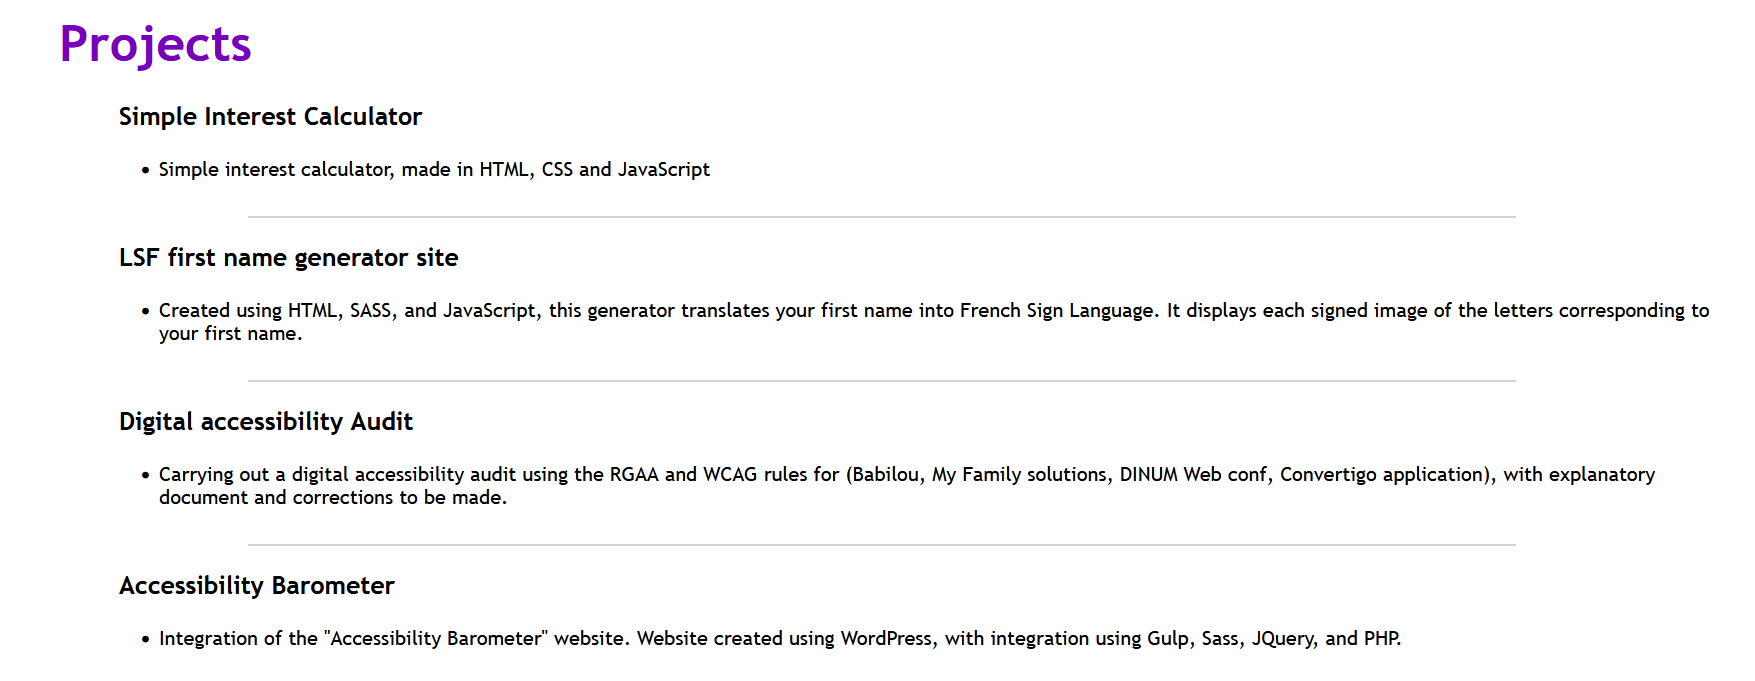 Projects
Simple Interest Calculator
• Simple interest calculator, made in HTML, CSS and JavaScript
LSF first name generator site
• Created using HTML, SASS, and JavaScript, this generator translates your first name into French Sign Language. It displays each signed image of the letters corresponding to
your first name.
Digital accessibility Audit
• Carrying out a digital accessibility audit using the RGAA and WCAG rules for (Babilou, My Family solutions, DINUM Web conf, Convertigo application), with explanatory
document and corrections to be made.
Accessibility Barometer
• Integration of the "Accessibility Barometer" website. Website created using WordPress, with integration using Gulp, Sass, JQuery, and PHP.